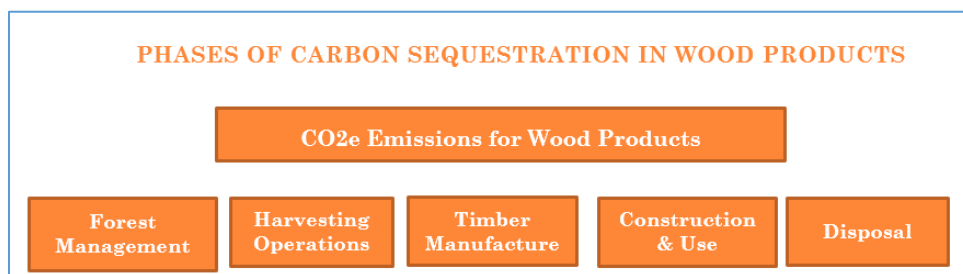 PHASES OF CARBON SEQUESTRATION IN WOOD PRODUCTS
CO2e Emissions for Wood Products
Forest
Management
Harvesting
Operations
Timber
Manufacture
Construction
& Use
Disposal